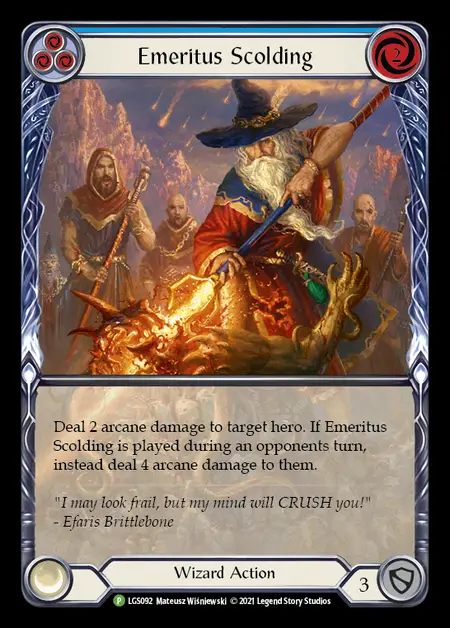 Emeritus Scolding
2
Deal 2 arcane damage to target hero. If Emeritus
Scolding is played during an opponents turn,
instead deal 4 arcane damage to them.
"I may look frail, but my mind will CRUSH you!"
- Efaris Brittlebone
Wizard Action
3
P LGS092 Mateusz Wiśniewski © 2021 Legend Story Studios